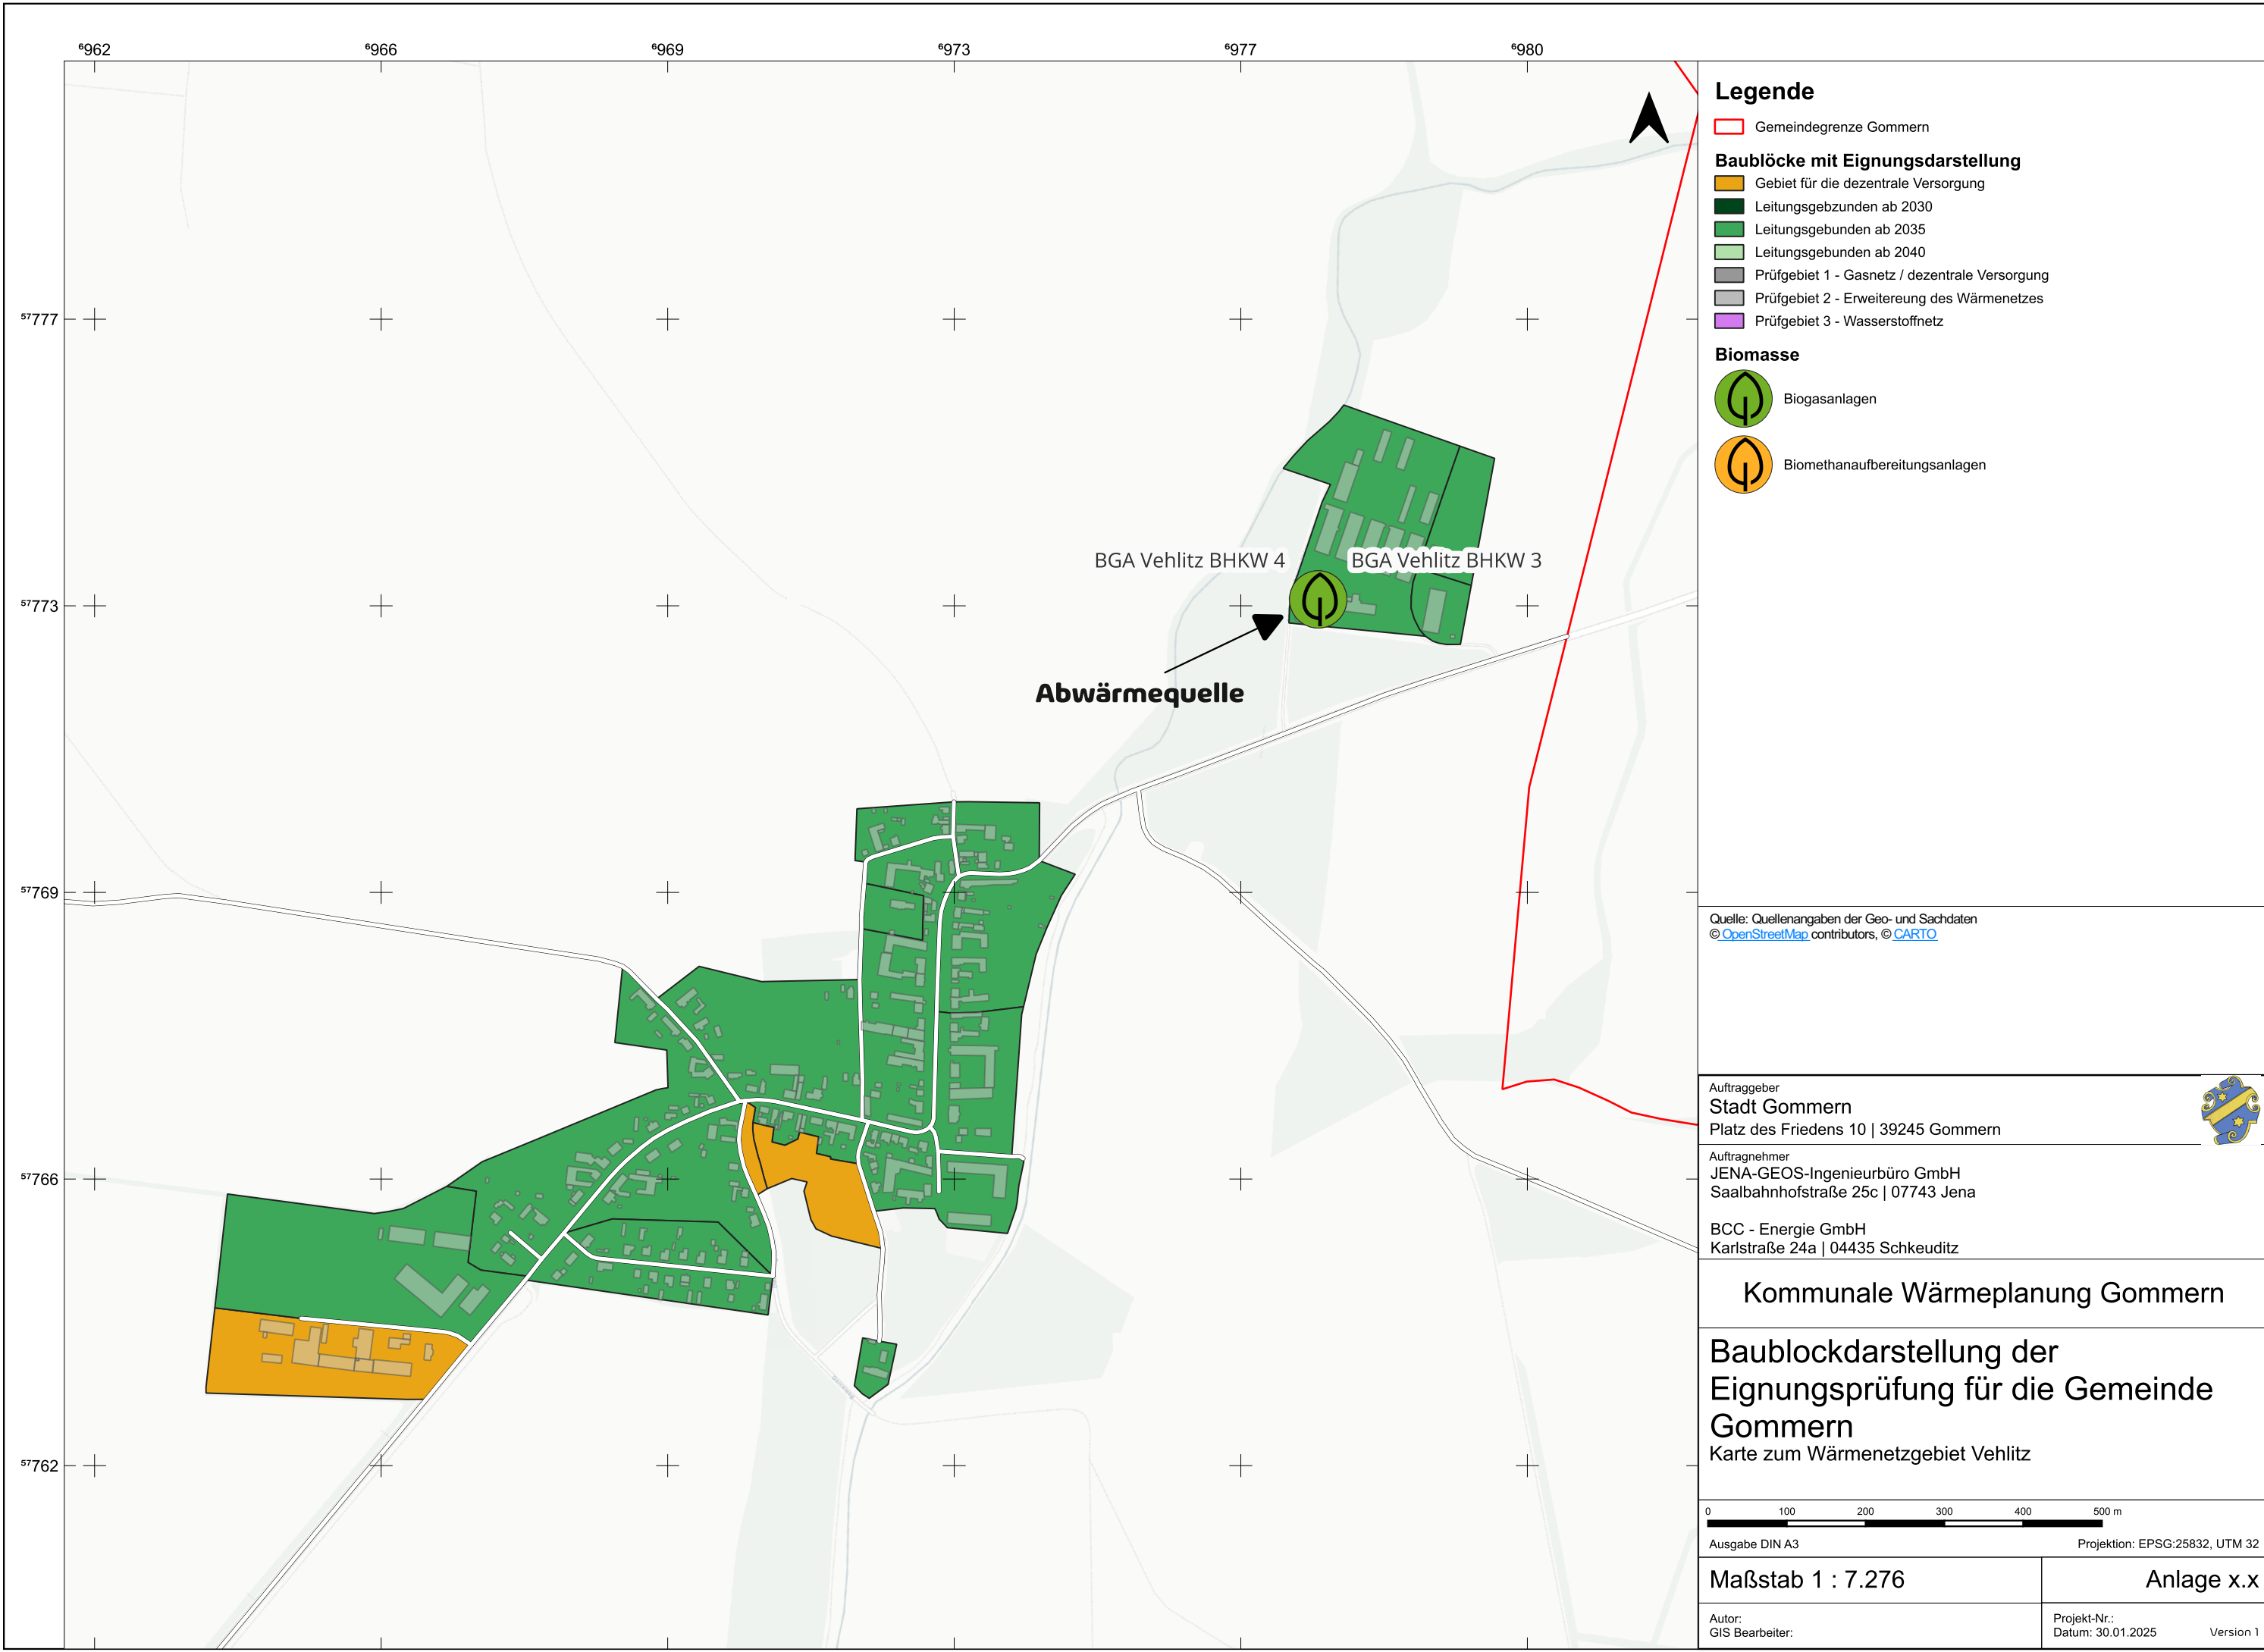 6962 6966 6969 6973 6977 6980
57777
57773
57769
57766
57762
BGA Vehlitz BHKW 4
BGA Vehlitz BHKW 3
Abwärmequelle
Legende
Gemeindegrenze Gommern
Baublöcke mit Eignungsdarstellung
Gebiet für die dezentrale Versorgung
Leitungsgebzunden ab 2030
Leitungsgebunden ab 2035
Leitungsgebunden ab 2040
Prüfgebiet 1 - Gasnetz / dezentrale Versorgung
Prüfgebiet 2 - Erweitereung des Wärmenetzes
Prüfgebiet 3 - Wasserstoffnetz
Biomasse
Biogasanlagen
Biomethanaufbereitungsanlagen
Quelle: Quellenangaben der Geo- und Sachdaten
© OpenStreetMap contributors, © CARTO
Auftraggeber
Stadt Gommern
Platz des Friedens 10 | 39245 Gommern
Auftragnehmer
JENA-GEOS-Ingenieurbüro GmbH
Saalbahnhofstraße 25c | 07743 Jena
BCC - Energie GmbH
Karlstraße 24a | 04435 Schkeuditz
Kommunale Wärmeplanung Gommern
Baublockdarstellung der
Eignungsprüfung für die Gemeinde
Gommern
Karte zum Wärmenetzgebiet Vehlitz
0 100 200 300 400 500 m
Ausgabe DIN A3 Projektion: EPSG:25832, UTM 32
Maßstab 1 : 7.276 Anlage x.x
Autor:
GIS Bearbeiter:
Projekt-Nr.:
Datum: 30.01.2025 Version 1